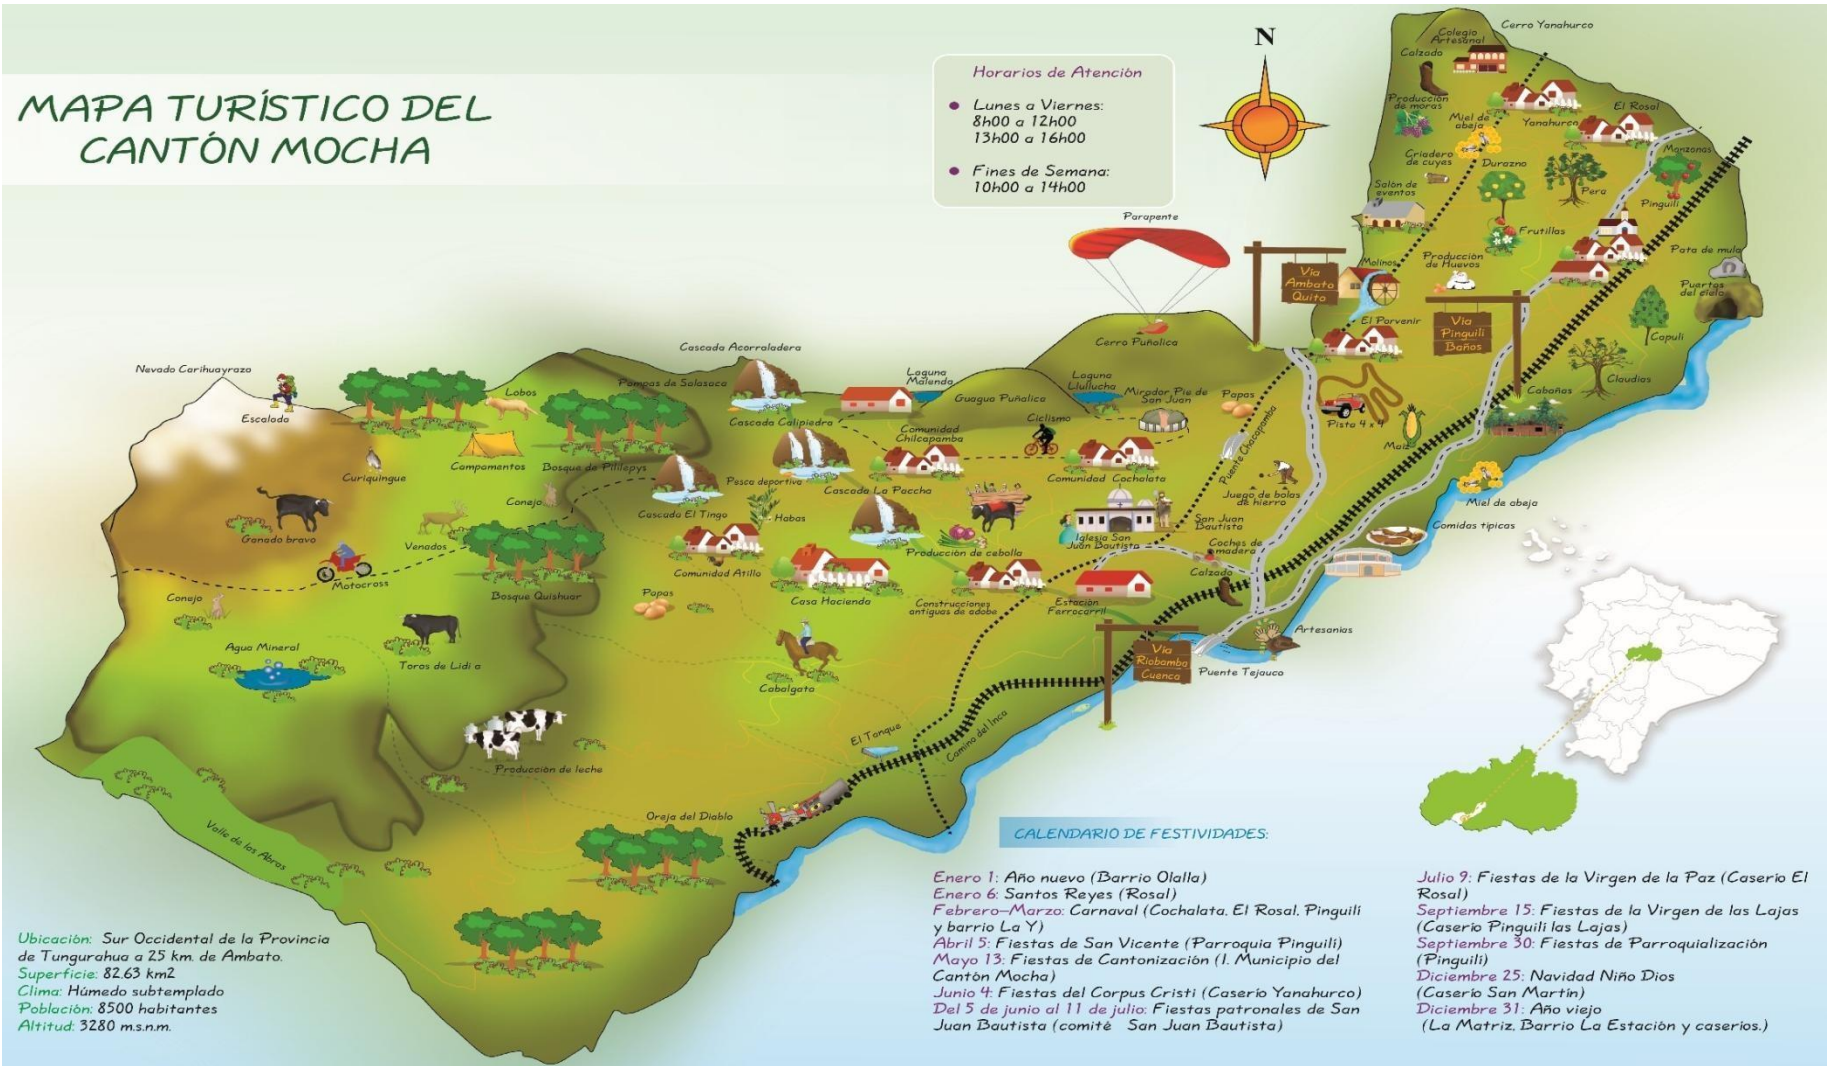 MAPA TURÍSTICO DEL
CANTÓN MOCHA
Horarios de Atención
Lunes a Viernes:
8h00 a 12h00
13h00 a 16h00
Fines de Semana:
10h00 a 14h00
N
Cerro Yanahurco
Colegio
Artesanal
Calzado
Producción
de moras
Miel de
abeja
Yanahurco
El Rosal
Criadero
de cuyes
Durazno
Pera
Manzanas
Pinguilí
Salón de
eventos
Frutillas
Molinos
Producción
de Huevos
Pata de mula
Puertas
del cielo
Vía
Ambato
Quito
Vía
Pinguilí
Baños
El Porvenir
Capulí
Claudias
Cabañas
Parapente
Cerro Puñalica
Nevado Carihuayrazo
Escalada
Lobos
Pampas de Salasaca
Cascada Acorraladera
Laguna
Malenda
Guagua Puñalica
Laguna
Llullucha
Mirador Pie de
San Juan
Papas
Pista 4 x 4
Maíz
Curiquingue
Campamentos
Bosque de Pililepys
Cascada Calipiedra
Comunidad
Chilcapamba
Ciclismo
Puente Chacapamba
Conejo
Pesca deportiva
Cascada La Paccha
Comunidad Cochalata
Juego de bolas
de hierro
Miel de abeja
Ganado bravo
Venados
Cascada El Tingo
Habas
Iglesia San
Juan Bautista
San Juan
Bautista
Comidas típicas
Motocross
Comunidad Atillo
Producción de cebolla
Coches de
madera
Calzado
Conejo
Bosque Quishuar
Papas
Casa Hacienda
Construcciones
antiguas de adobe
Estación
Ferrocarril
Agua Mineral
Toros de Lidi a
Cabalgata
Vía
Riobamba
Cuenca
Puente Tejauco
Artesanías
El Tanque
Camino del Inca
Producción de leche
Oreja del Diablo
Valle de los Abras
Ubicación: Sur Occidental de la Provincia
de Tungurahua a 25 km. de Ambato.
Superficie: 82.63 km2
Clima: Húmedo subtemplado
Población: 8500 habitantes
Altitud: 3280 m.s.n.m.
CALENDARIO DE FESTIVIDADES:
Enero 1: Año nuevo (Barrio Olalla)
Enero 6: Santos Reyes (Rosal)
Febrero–Marzo: Carnaval (Cochalata, El Rosal, Pinguilí
y barrio La Y)
Abril 5: Fiestas de San Vicente (Parroquia Pinguilí)
Mayo 13: Fiestas de Cantonización (I. Municipio del
Cantón Mocha)
Junio 4: Fiestas del Corpus Cristi (Caserío Yanahurco)
Del 5 de junio al 11 de julio: Fiestas patronales de San
Juan Bautista (comité San Juan Bautista)
Julio 9: Fiestas de la Virgen de la Paz (Caserío El
Rosal)
Septiembre 15: Fiestas de la Virgen de las Lajas
(Caserío Pinguilí las Lajas)
Septiembre 30: Fiestas de Parroquialización
(Pinguilí)
Diciembre 25: Navidad Niño Dios
(Caserío San Martín)
Diciembre 31: Año viejo
(La Matriz, Barrio La Estación y caseríos.)